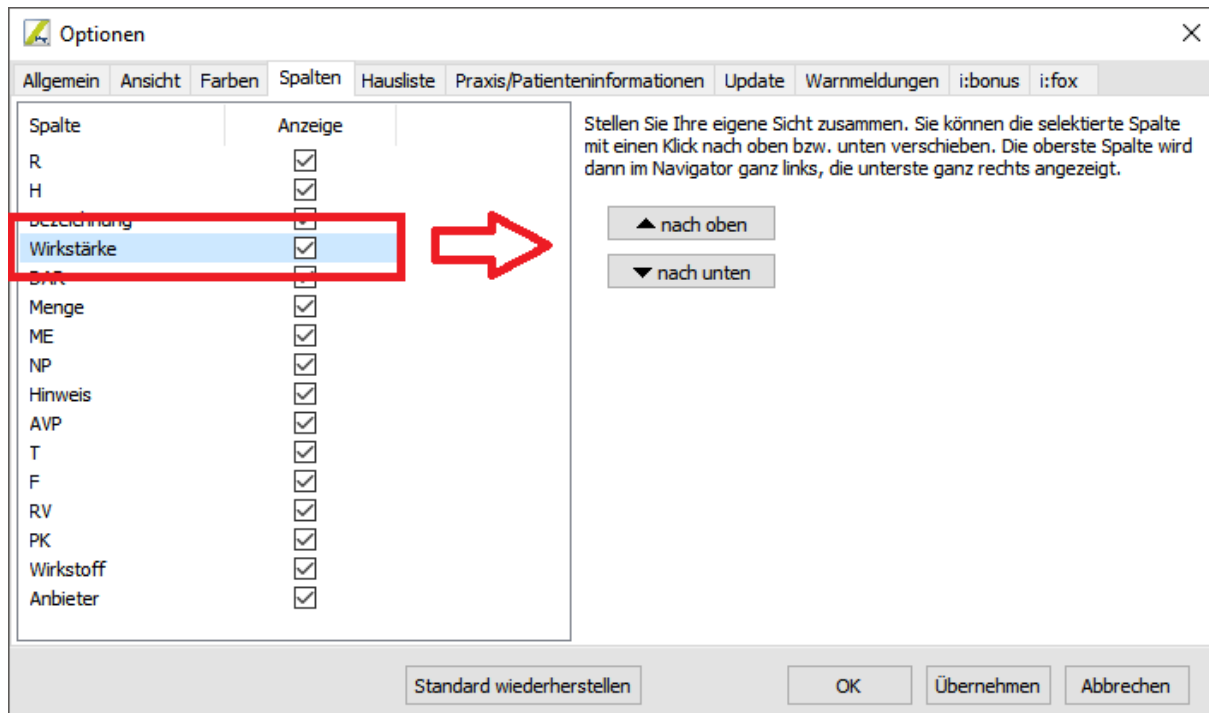 Optionen
Allgemein Ansicht Farben Spalten Hausliste Praxis/Patienteninformationen Update Warnmeldungen i:bonus i:fox
Spalte Anzeige
R
H
Bezeichnung
Wirkstärke
DAR
Menge
ME
NP
Hinweis
AVP
T
F
RV
PK
Wirkstoff
Anbieter
Stellen Sie Ihre eigene Sicht zusammen. Sie können die selektierte Spalte
mit einen Klick nach oben bzw. unten verschieben. Die oberste Spalte wird
dann im Navigator ganz links, die unterste ganz rechts angezeigt.
nach oben
nach unten
Standard wiederherstellen OK Übernehmen Abbrechen